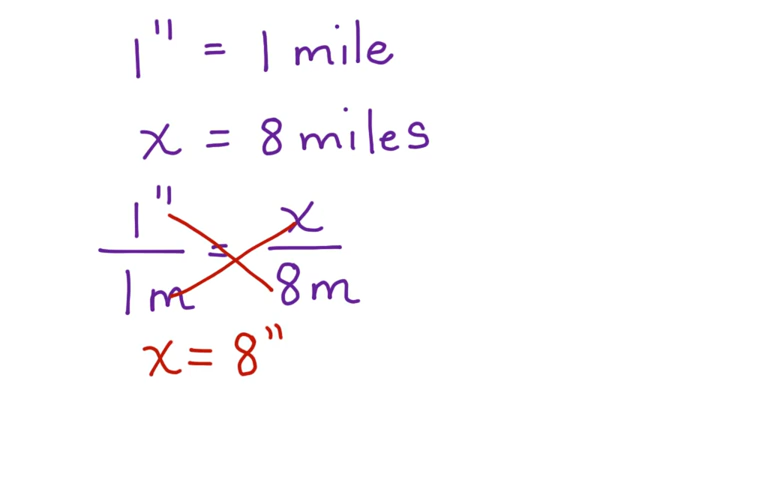 1" = 1 mile
x = 8 miles
1" / 1m = x / 8m
x = 8"